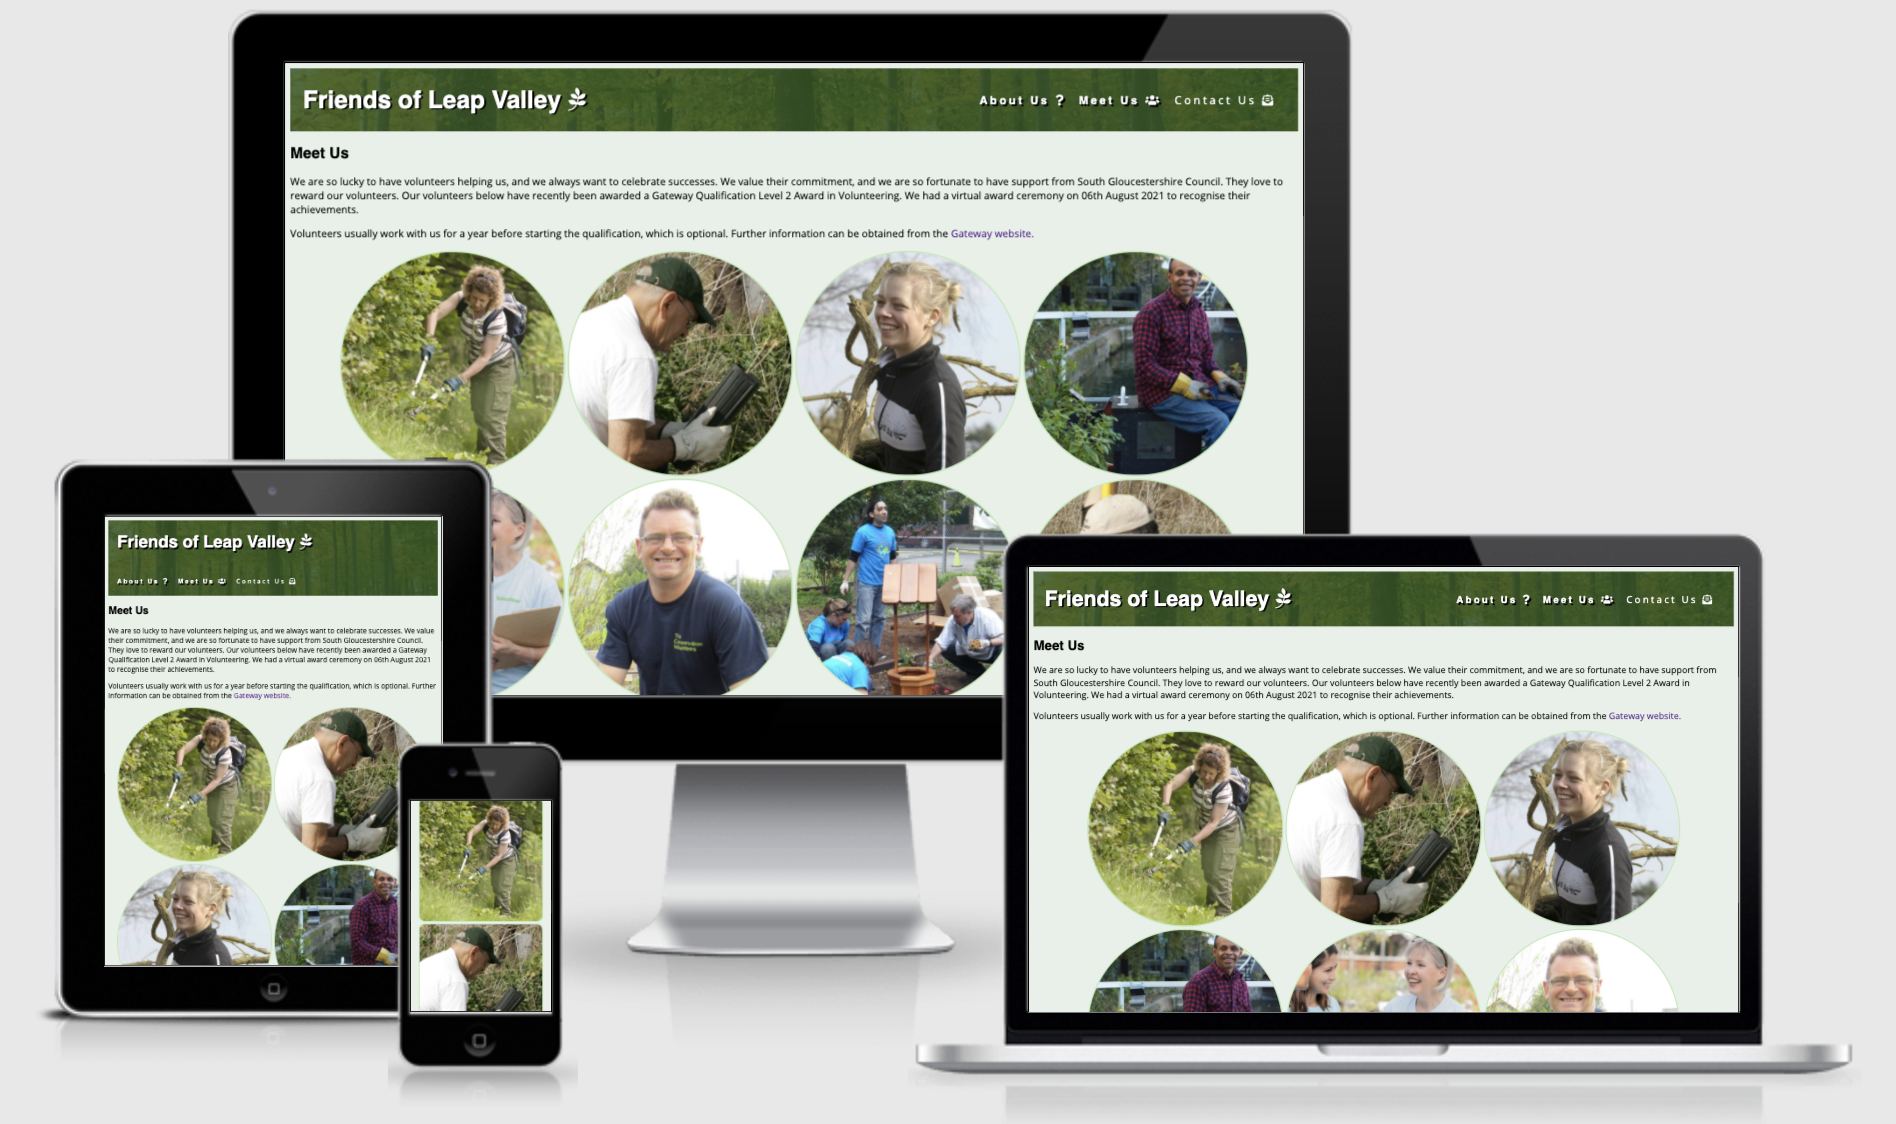 Friends of Leap Valley
About Us ? Meet Us Contact Us
Meet Us
We are so lucky to have volunteers helping us, and we always want to celebrate successes. We value their commitment, and we are so fortunate to have support from South Gloucestershire Council. They love to
reward our volunteers. Our volunteers below have recently been awarded a Gateway Qualification Level 2 Award in Volunteering. We had a virtual award ceremony on 06th August 2021 to recognise their
achievements.
Volunteers usually work with us for a year before starting the qualification, which is optional. Further information can be obtained from the Gateway website.
Friends of Leap Valley
About Us ? Meet Us Contact Us
Meet Us
We are so lucky to have volunteers helping us, and we always want to celebrate successes. We value
their commitment, and we are so fortunate to have support from South Gloucestershire Council.
They love to reward our volunteers. Our volunteers below have recently been awarded a Gateway
Qualification Level 2 Award in Volunteering. We had a virtual award ceremony on 06th August 2021
to recognise their achievements.
Volunteers usually work with us for a year before starting the qualification, which is optional. Further
information can be obtained from the Gateway website.
Friends of Leap Valley
About Us ? Meet Us Contact Us
Meet Us
We are so lucky to have volunteers helping us, and we always want to celebrate successes. We value their commitment, and we are so fortunate to have support from
South Gloucestershire Council. They love to reward our volunteers. Our volunteers below have recently been awarded a Gateway Qualification Level 2 Award in
Volunteering. We had a virtual award ceremony on 06th August 2021 to recognise their achievements.
Volunteers usually work with us for a year before starting the qualification, which is optional. Further information can be obtained from the Gateway website.